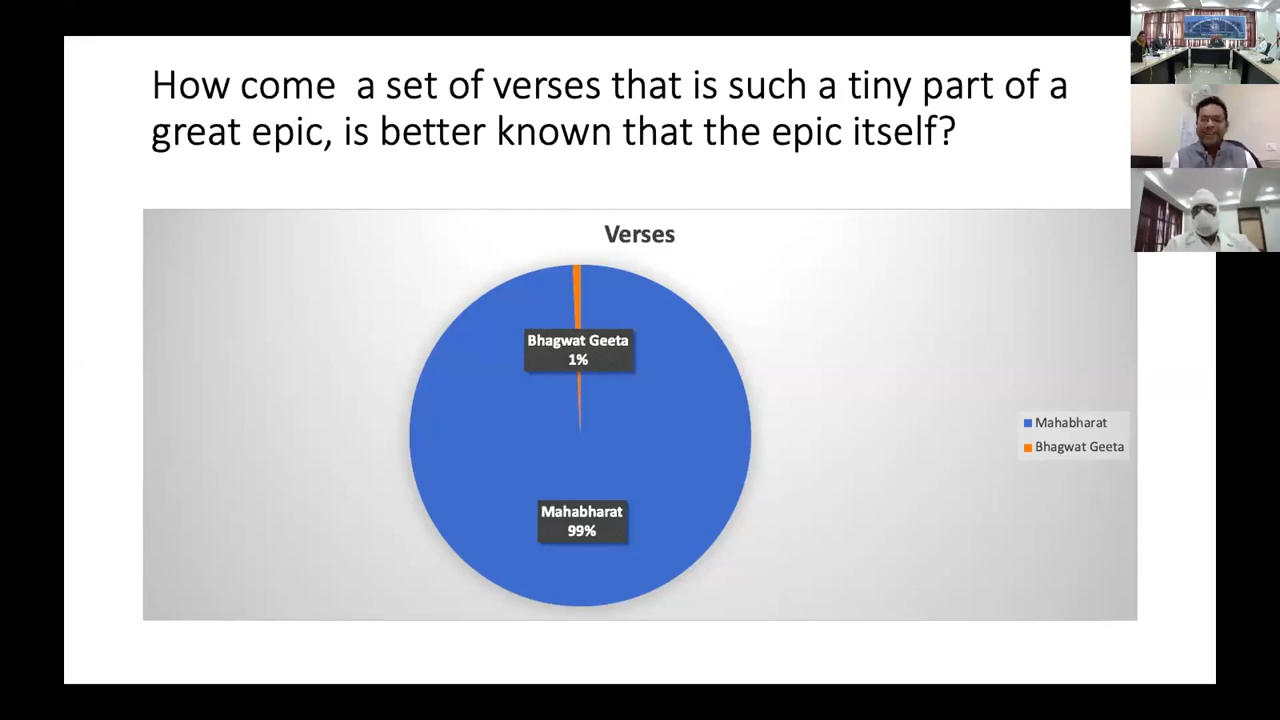 How come  a set of verses that is such a tiny part of a
great epic, is better known that the epic itself?
Verses
Bhagwat Geeta
1%
Mahabharat
99%
Mahabharat
Bhagwat Geeta